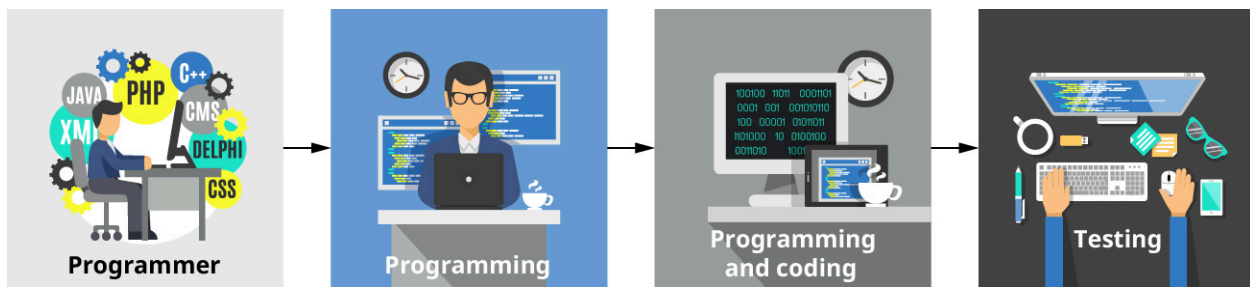 C++
PHP
JAVA
CMS
XML
DELPHI
CSS
Programmer
Programming
100100 11011 0001101
0001 001 001010110
100 00001 01011011
1101000 10 0100100
0011010 1001
Programming
and coding
Testing